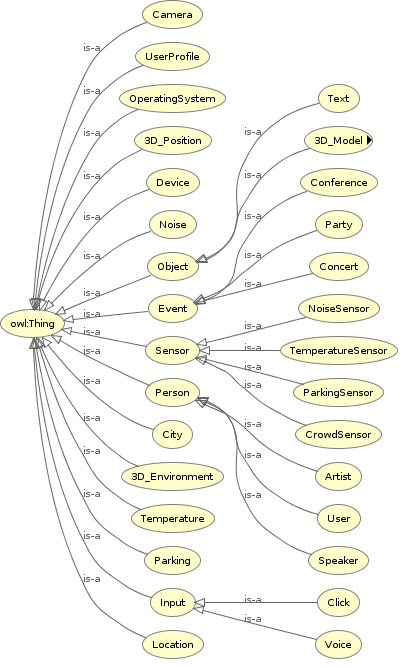 Camera
is-a
UserProfile
is-a
OperatingSystem
Text
is-a
is-a
3D_Position
3D_Model
is-a
is-a
Device
Conference
is-a
is-a
Noise
Party
is-a
is-a
Object
Concert
is-a
is-a
Event
NoiseSensor
is-a
owl:Thing
is-a
is-a
Sensor
is-a
TemperatureSensor
is-a
is-a
is-a
is-a
Person
ParkingSensor
is-a
is-a
City
CrowdSensor
is-a
is-a
3D_Environment
Artist
is-a
is-a
Temperature
User
is-a
Parking
Speaker
is-a
Input
is-a
Click
is-a
Location
Voice